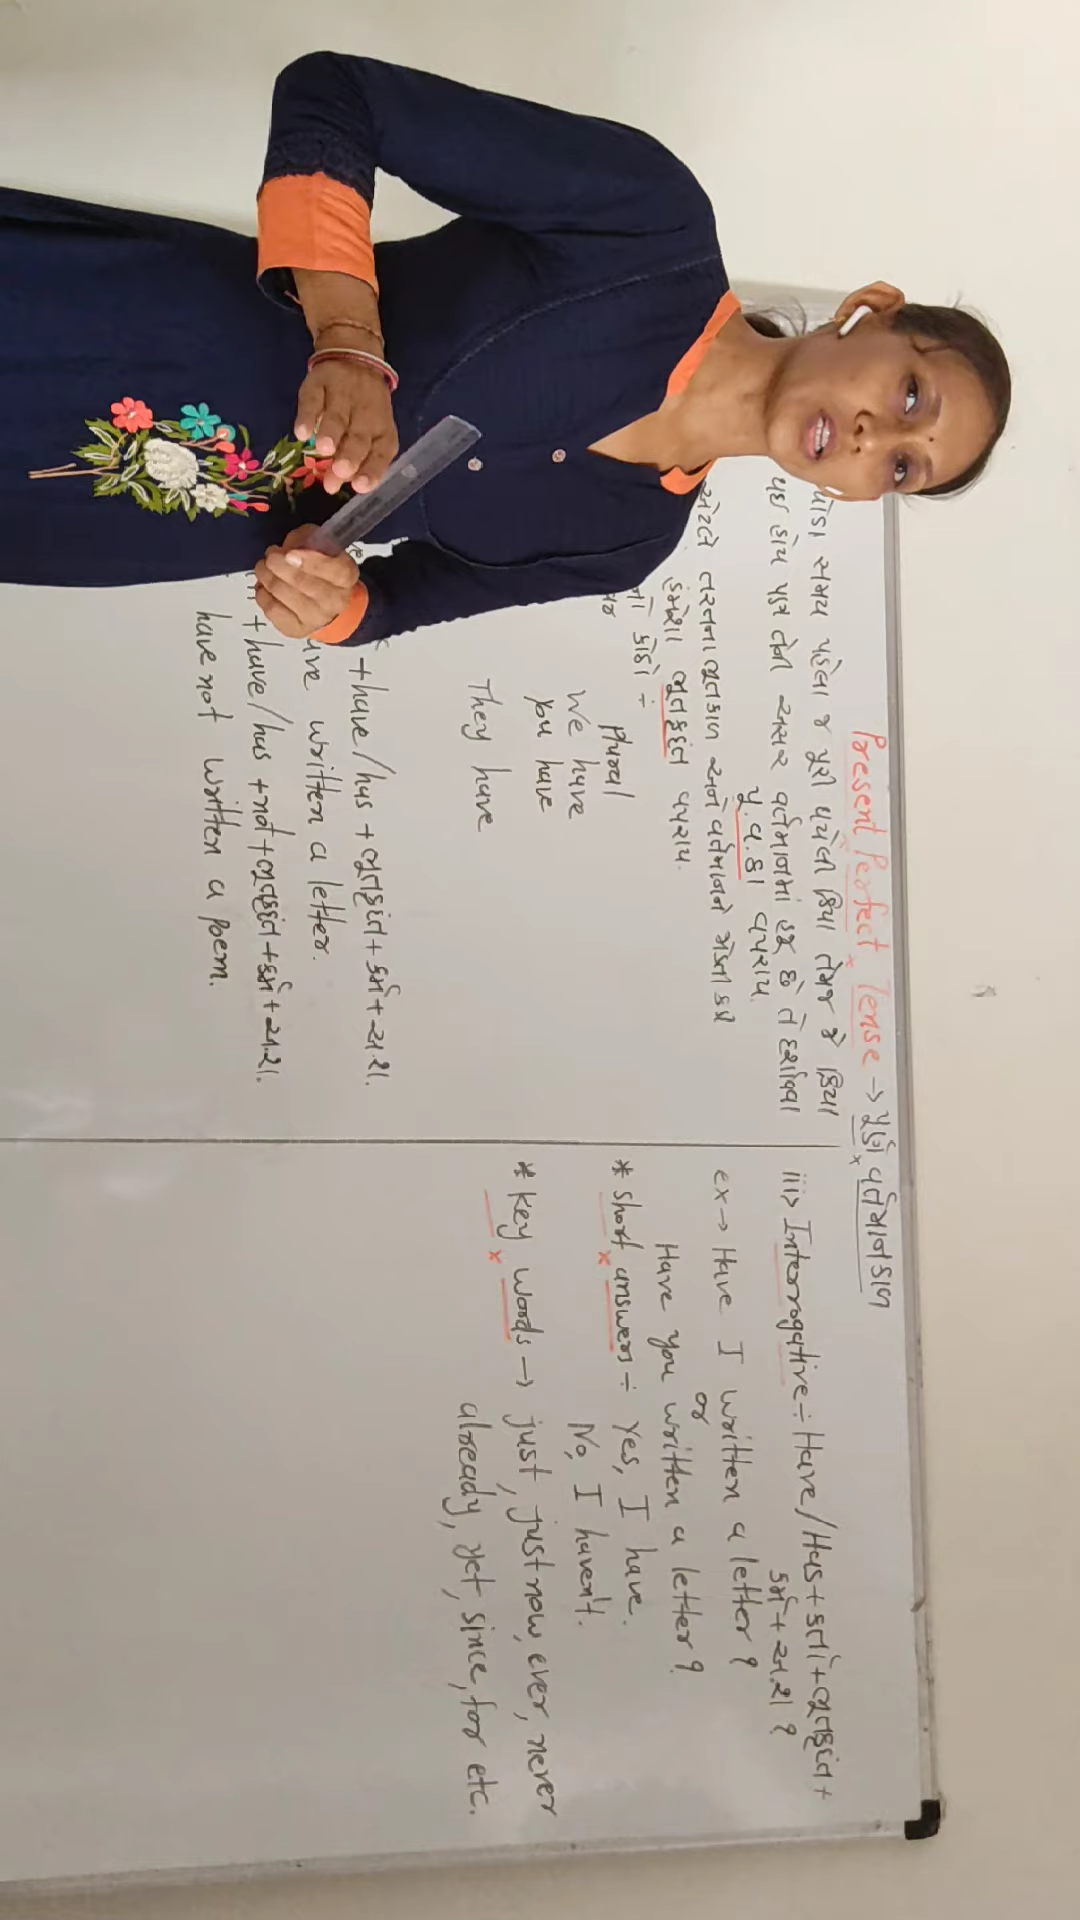 Present Perfect Tense → પૂર્ણ વર્તમાનકાળ
થોડા સમય પહેલા જ પૂરી થયેલી ક્રિયા તેમજ જે ક્રિયા
થઈ હોય પણ તેની અસર વર્તમાનમાં હજુ છે તે દર્શાવવા
પૂ.વ.કા વપરાય.
એટલે તરતના ભૂતકાળ અને વર્તમાનને ભેગા કરે
હંમેશા ભૂતકૃદંત વપરાય.
નો કોઠો ÷
Plural
We have
You have
They have
+ have/has + ભૂતકૃદંત + કર્મ + અ.શ.
have written a letter.
+ have/has + not + ભૂતકૃદંત + કર્મ + અ.શ.
have not written a poem.
iii> Interrogative ÷ Have/Has + કર્તા + ભૂતકૃદંત +
કર્મ + અ.શ ?
ex → Have I written a letter ?
or
Have you written a letter ?
* Short answers ÷ Yes, I have.
No, I haven't.
* Key words → just, just now, ever, never
already, yet, since, for etc.